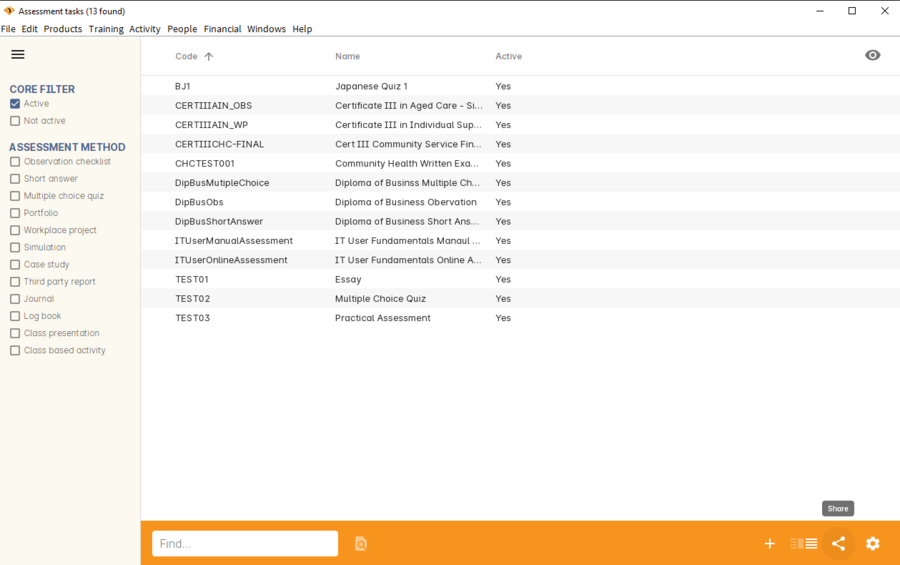 Assessment tasks (13 found)
File Edit Products Training Activity People Financial Windows Help
CORE FILTER
Active
Not active
ASSESSMENT METHOD
Observation checklist
Short answer
Multiple choice quiz
Portfolio
Workplace project
Simulation
Case study
Third party report
Journal
Log book
Class presentation
Class based activity
Code Name Active
BJ1 Japanese Quiz 1 Yes
CERTIIIAIN_OBS Certificate III in Aged Care - Si... Yes
CERTIIIAIN_WP Certificate III in Individual Sup... Yes
CERTIIICHC-FINAL Cert III Community Service Fin... Yes
CHCTEST001 Community Health Written Exa... Yes
DipBusMutipleChoice Diploma of Businss Multiple Ch... Yes
DipBusObs Diploma of Business Obervation Yes
DipBusShortAnswer Diploma of Business Short Ans... Yes
ITUserManualAssessment IT User Fundamentals Manaul ... Yes
ITUserOnlineAssessment IT User Fundamentals Online A... Yes
TEST01 Essay Yes
TEST02 Multiple Choice Quiz Yes
TEST03 Practical Assessment Yes
Share
Find...